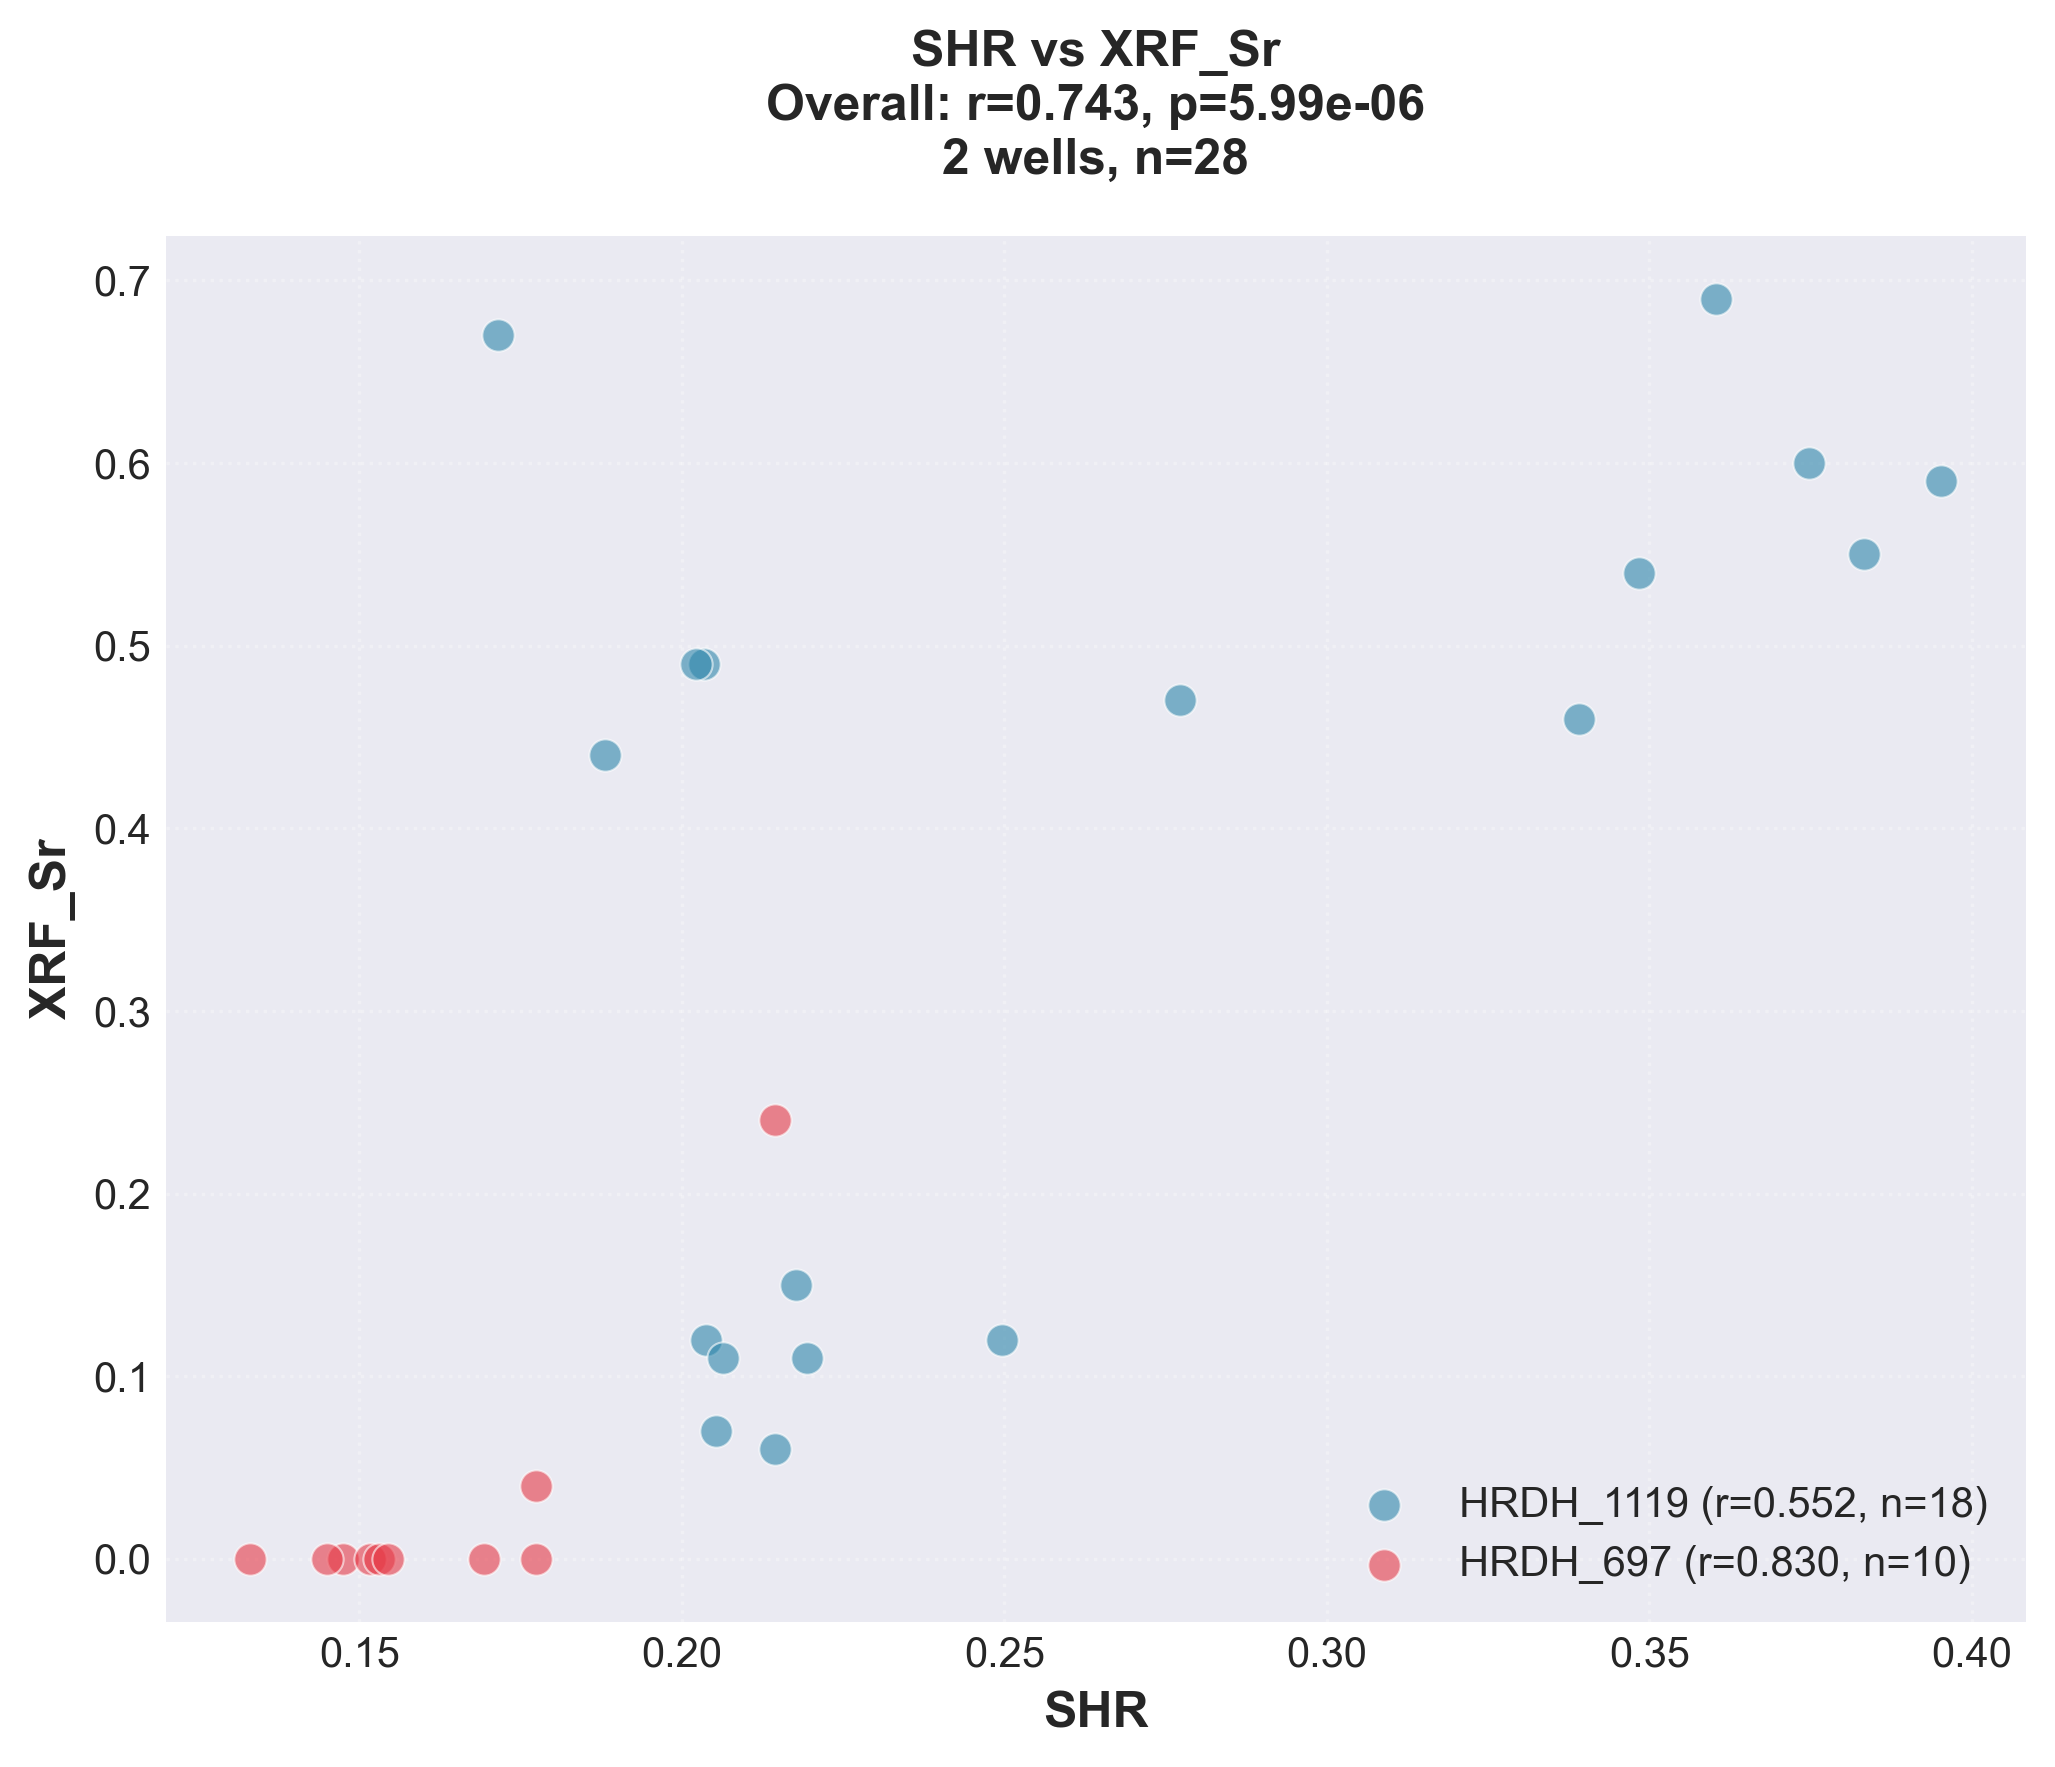 SHR vs XRF_Sr
Overall: r=0.743, p=5.99e-06
2 wells, n=28
0.7
0.6
0.5
0.4
0.3
0.2
0.1
0.0
XRF_Sr
HRDH_1119 (r=0.552, n=18)
HRDH_697 (r=0.830, n=10)
0.15
0.20
0.25
0.30
0.35
0.40
SHR